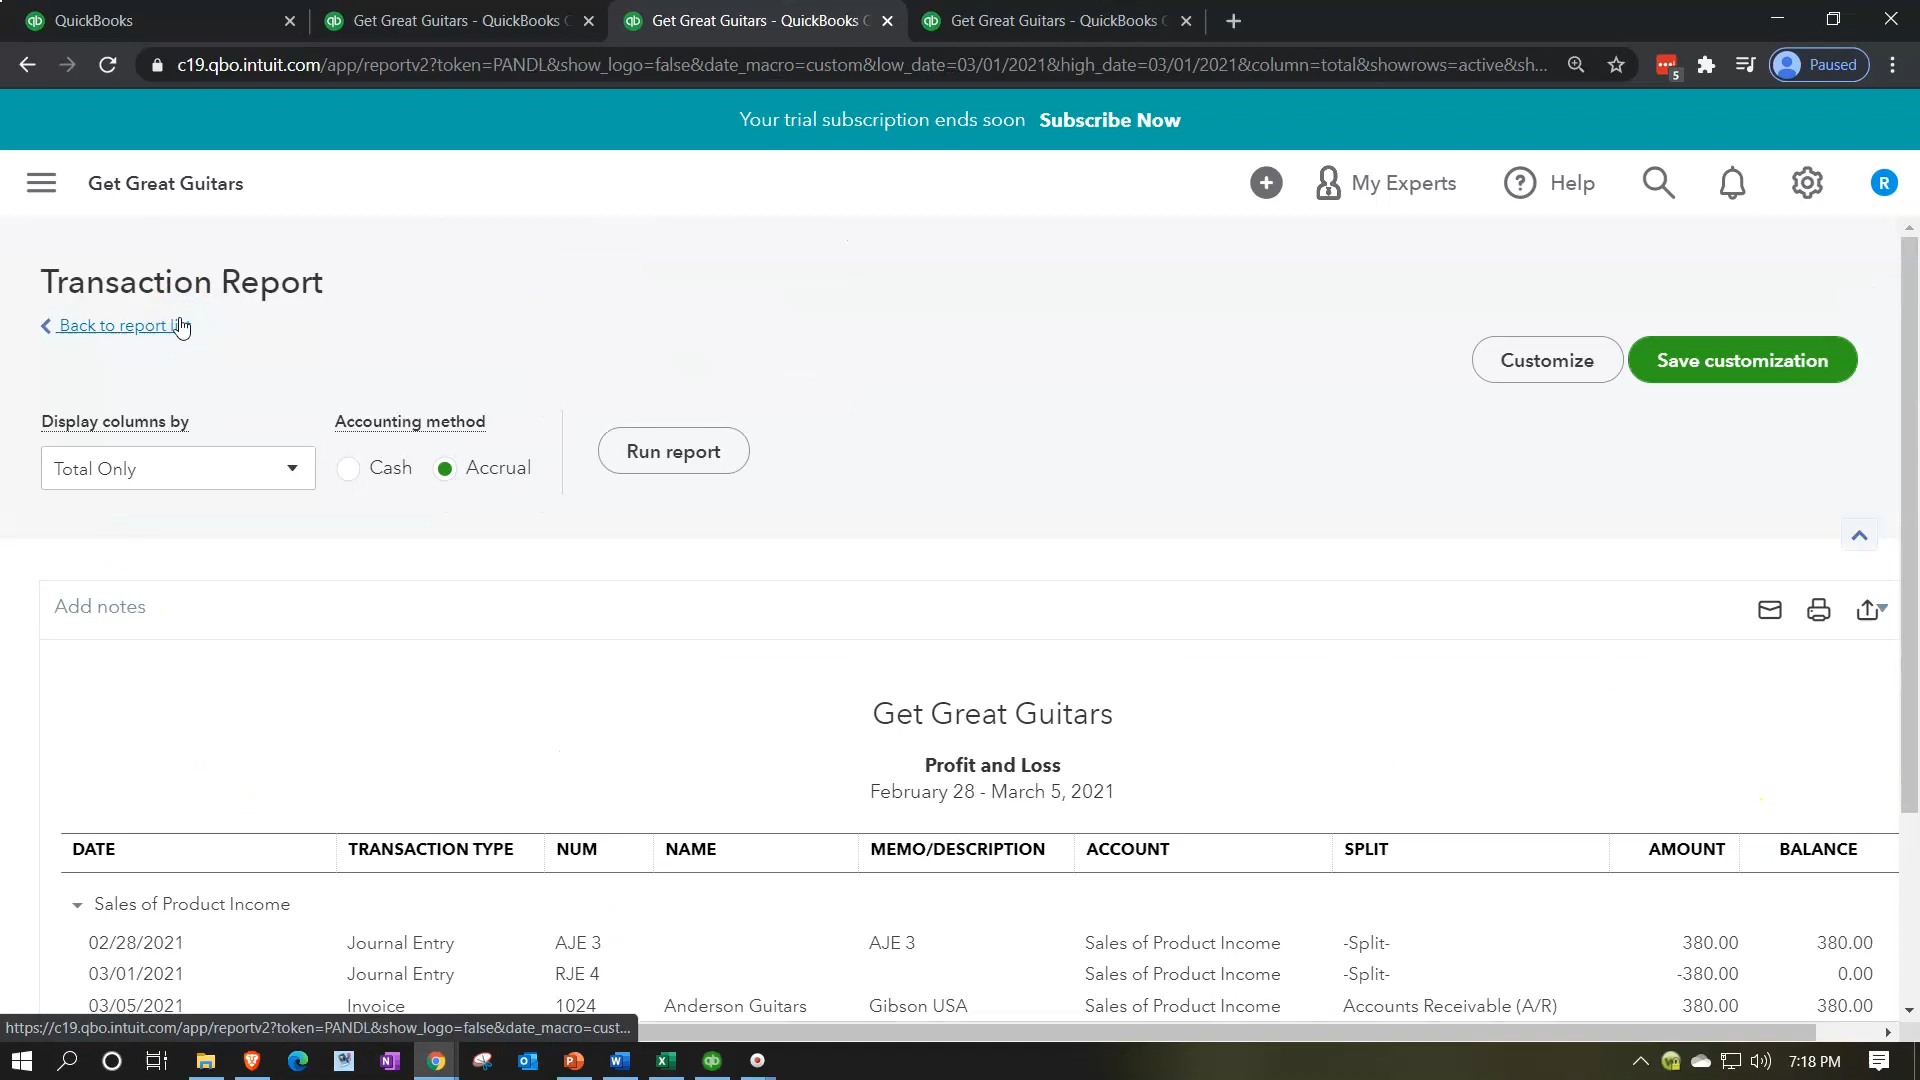 QuickBooks
Get Great Guitars - QuickBooks
Get Great Guitars - QuickBooks
Get Great Guitars - QuickBooks
c19.qbo.intuit.com/app/reportv2?token=PANDL&show_logo=false&date_macro=custom&low_date=03/01/2021&high_date=03/01/2021&column=total&showrows=active&sh...
5
Paused
Your trial subscription ends soon Subscribe Now
Get Great Guitars
My Experts
Help
R
Transaction Report
Back to report
Customize
Save customization
Display columns by
Accounting method
Total Only
Cash
Accrual
Run report
Add notes
Get Great Guitars
Profit and Loss
February 28 - March 5, 2021
DATE TRANSACTION TYPE NUM NAME MEMO/DESCRIPTION ACCOUNT SPLIT AMOUNT BALANCE
Sales of Product Income
02/28/2021 Journal Entry AJE 3 AJE 3 Sales of Product Income -Split- 380.00 380.00
03/01/2021 Journal Entry RJE 4 Sales of Product Income -Split- -380.00 0.00
03/05/2021 Invoice 1024 Anderson Guitars Gibson USA Sales of Product Income Accounts Receivable (A/R) 380.00 380.00
https://c19.qbo.intuit.com/app/reportv2?token=PANDL&show_logo=false&date_macro=cust...
7:18 PM